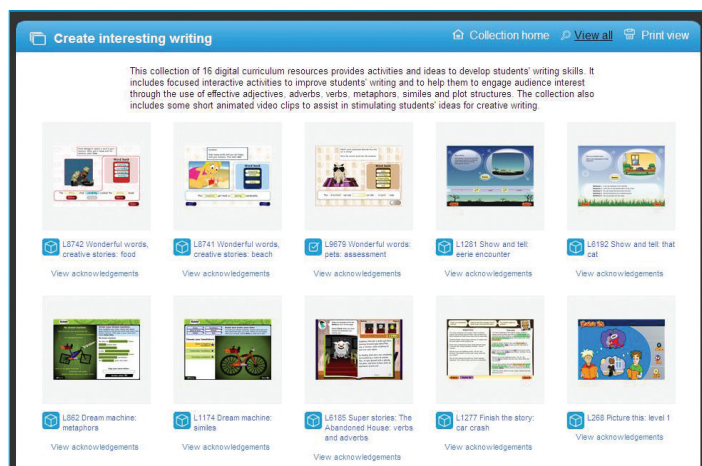 Create interesting writing
Collection home
View all
Print view
This collection of 16 digital curriculum resources provides activities and ideas to develop students' writing skills. It
includes focused interactive activities to improve students' writing and to help them to engage audience interest
through the use of effective adjectives, adverbs, verbs, metaphors, similes and plot structures. The collection also
includes some short animated video clips to assist in stimulating students' ideas for creative writing.
L8742 Wonderful words,
creative stories: food
View acknowledgements
L8741 Wonderful words,
creative stories: beach
View acknowledgements
L9879 Wonderful words:
pets: assessment
View acknowledgements
L1281 Show and tell:
eerie encounter
View acknowledgements
L6192 Show and tell: that
cat
View acknowledgements
L862 Dream machine:
metaphors
View acknowledgements
L1174 Dream machine:
similes
View acknowledgements
L6185 Super stories: The
Abandoned House: verbs
and adverbs
View acknowledgements
L1277 Finish the story:
car crash
View acknowledgements
L268 Picture this: level 1
View acknowledgements